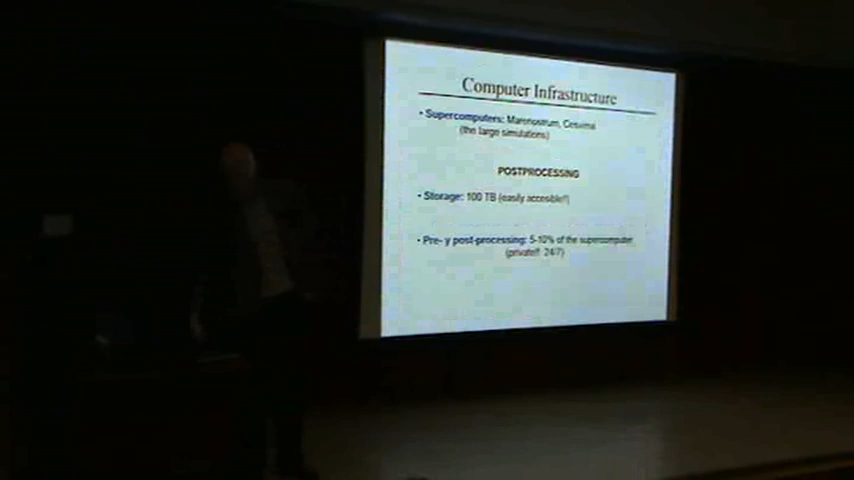 Computer Infrastructure
• Supercomputers: Marenostrum, Cesvima
(the large simulations)
POSTPROCESSING
• Storage: 100 TB (easily accesible!!)
• Pre- y post-processing: 5-10% of the supercomputer
(private!! 24/7)